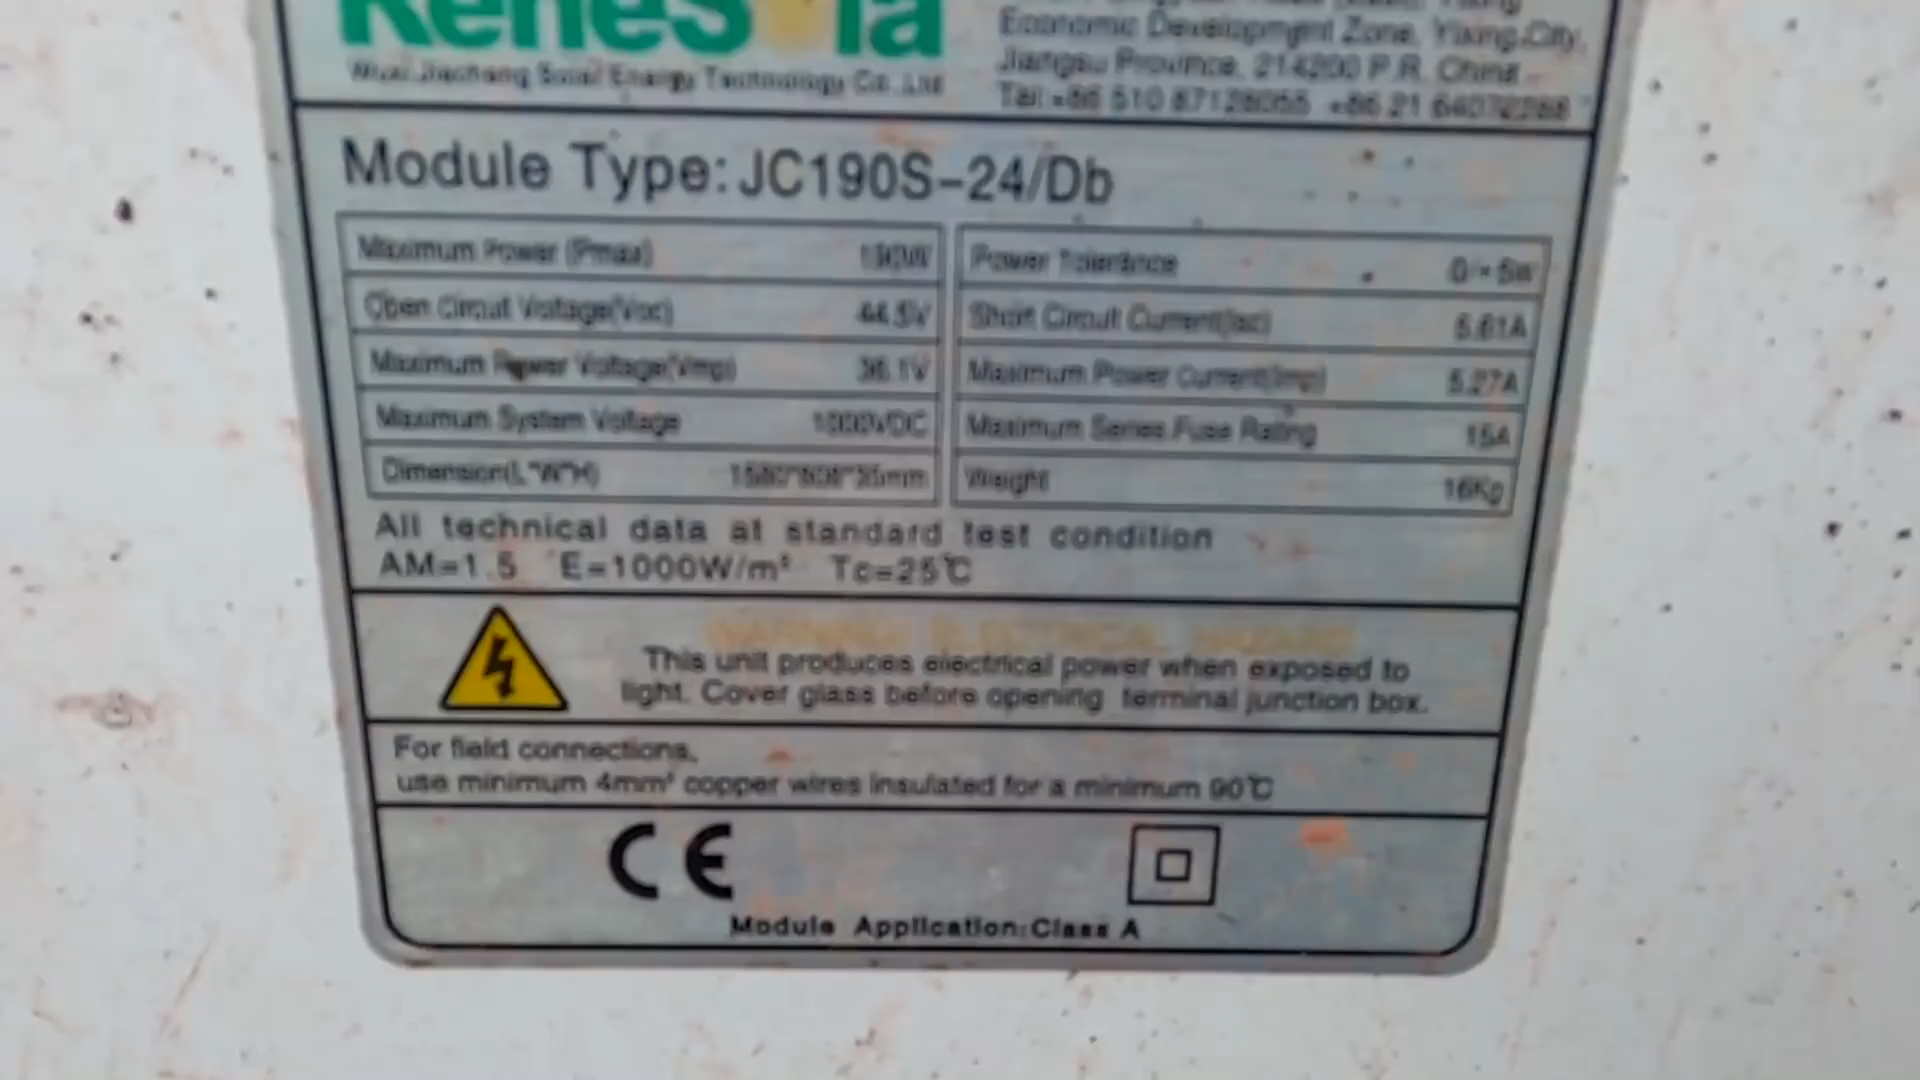 ReneSola
Wuxi Jiacheng Solar Energy Technology Co.,Ltd
Economic Development Zone, Yixing City,
Jiangsu Province, 214200 P.R. China
Tel:+86 510 87128055 +86 21 64072288
Module Type: JC190S-24/Db
Maximum Power (Pmax) 190W
Power Tolerance 0/+5w
Open Circuit Voltage(Voc) 44.5V
Short Circuit Current(Isc) 5.61A
Maximum Power Voltage(Vmp) 36.1V
Maximum Power Current(Imp) 5.27A
Maximum System Voltage 1000VDC
Maximum Series Fuse Rating 15A
Dimension(L*W*H) 1580*808*35mm
Weight 16Kg
All technical data at standard test condition
AM=1.5 E=1000W/m² Tc=25℃
WARNING: ELECTRICAL HAZARD
This unit produces electrical power when exposed to
light. Cover glass before opening terminal junction box.
For field connections,
use minimum 4mm² copper wires insulated for a minimum 90℃
CE
Module Application:Class A